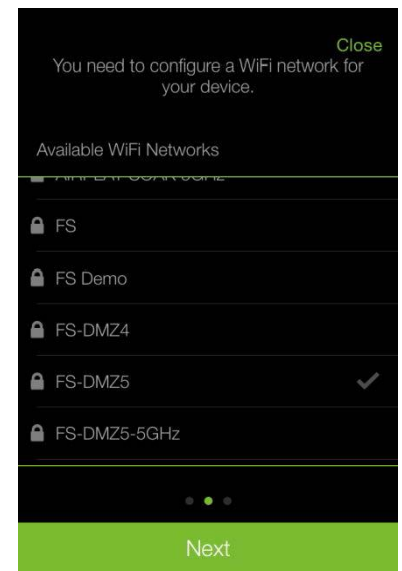 Close
You need to configure a WiFi network for
your device.
Available WiFi Networks
FS
FS Demo
FS-DMZ4
FS-DMZ5
FS-DMZ5-5GHz
Next